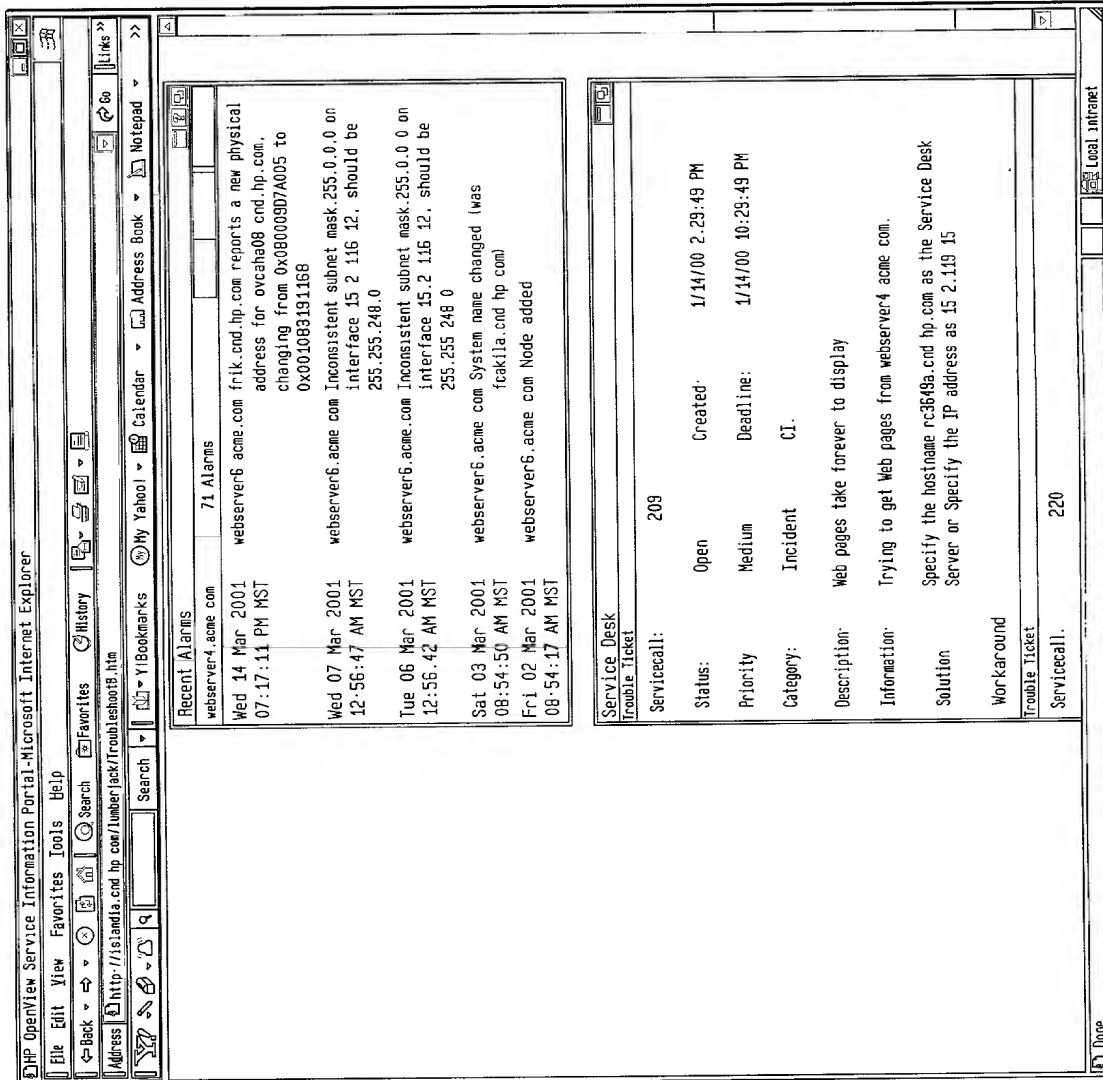 HP OpenView Service Information Portal-Microsoft Internet Explorer
File Edit View Favorites Tools Help
Back Search Favorites History
Address http://islandia.cnd hp com/lumberjack/Troubleshoot8.htm Go Links >>
Search Y!Bookmarks My Yahoo! Calendar Address Book Notepad >>
Recent Alarms
webserver4.acme com 71 Alarms
Wed 14 Mar 2001 webserver6 acme.com frik.cnd.hp.com reports a new physical
07:17:11 PM MST address for ovcaha08 cnd.hp.com,
changing from 0x080009D7A005 to
0x001083191168
Wed 07 Mar 2001 webserver6.acme com Inconsistent subnet mask.255.0.0.0 on
12·56:47 AM MST interface 15 2 116 12, should be
255.255.248.0
Tue 06 Mar 2001 webserver6.acme.com Inconsistent subnet mask.255.0.0 0 on
12:56.42 AM MST interface 15.2 116 12, should be
255.255 248 0
Sat 03 Mar 2001 webserver6.acme com System name changed (was
08:54:50 AM MST fcakila.cnd hp com)
Fri 02 Mar 2001 webserver6.acme com Node added
08·54:17 AM MST
Service Desk
Trouble Ticket
Servicecall: 209
Status: Open Created· 1/14/00 2.29:49 PM
Priority Medium Deadline: 1/14/00 10:29:49 PM
Category: Incident CI.
Description· Web pages take forever to display
Information· Trying to get Web pages from webserver4 acme com.
Solution Specify the hostname rc3649a.cnd hp.com as the Service Desk
Server or Specify the IP address as 15 2.119 15
Workaround
Trouble Ticket
Servicecall. 220
Done Local intranet